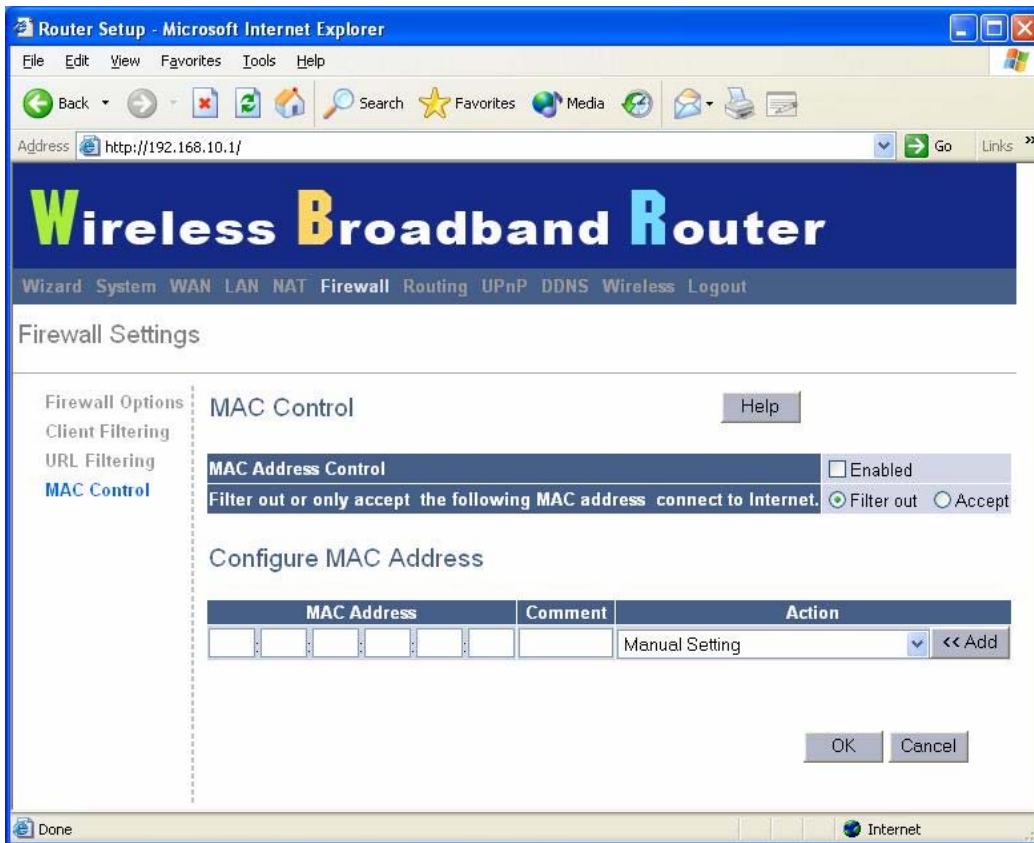 Router Setup - Microsoft Internet Explorer
File Edit View Favorites Tools Help
Back Search Favorites Media
Address http://192.168.10.1/ Go Links »
Wireless Broadband Router
Wizard System WAN LAN NAT Firewall Routing UPnP DDNS Wireless Logout
Firewall Settings
Firewall Options
Client Filtering
URL Filtering
MAC Control
MAC Control Help
MAC Address Control Enabled
Filter out or only accept the following MAC address connect to Internet. Filter out Accept
Configure MAC Address
MAC Address Comment Action
: : : : : Manual Setting << Add
OK Cancel
Done Internet